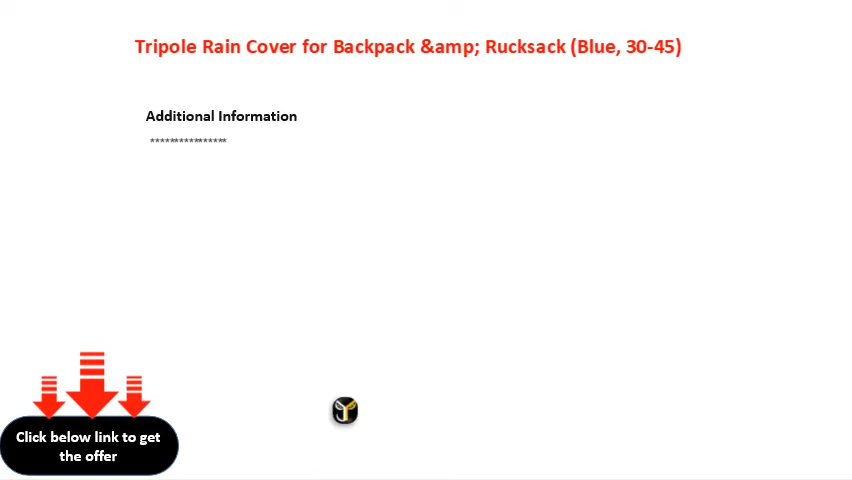 Tripole Rain Cover for Backpack &amp; Rucksack (Blue, 30-45)
Additional Information
****************
Click below link to get
the offer